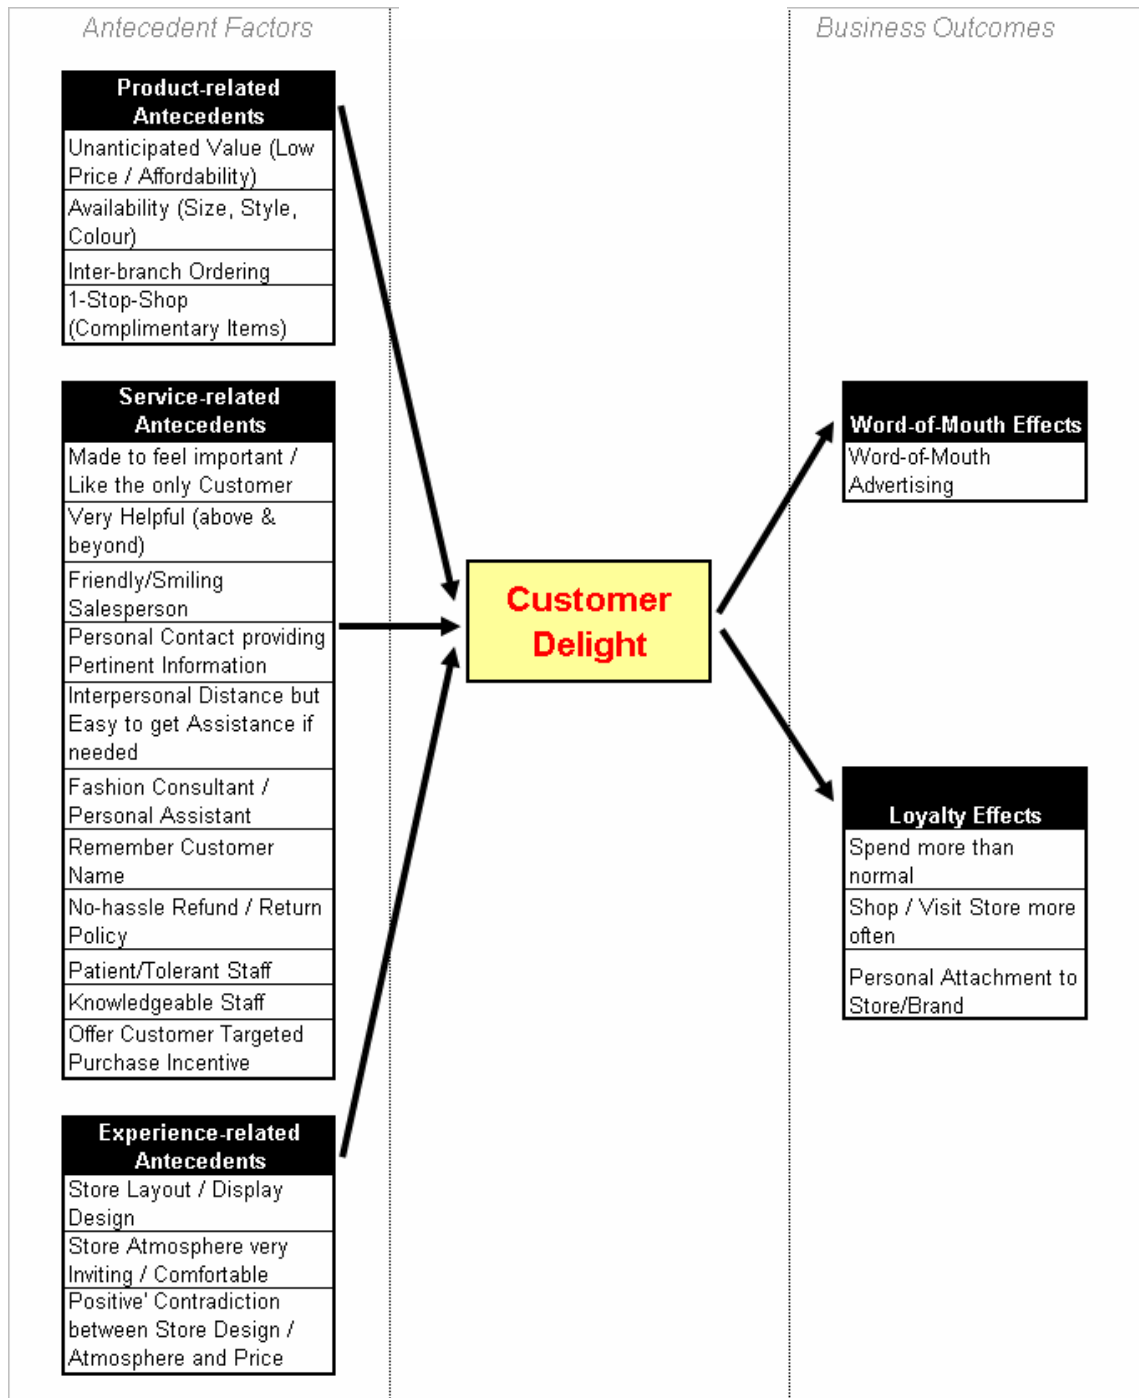 Antecedent Factors
Product-related
Antecedents
Unanticipated Value (Low
Price / Affordability)
Availability (Size, Style,
Colour)
Inter-branch Ordering
1-Stop-Shop
(Complimentary Items)
Service-related
Antecedents
Made to feel important /
Like the only Customer
Very Helpful (above &
beyond)
Friendly/Smiling
Salesperson
Personal Contact providing
Pertinent Information
Interpersonal Distance but
Easy to get Assistance if
needed
Fashion Consultant /
Personal Assistant
Remember Customer
Name
No-hassle Refund / Return
Policy
Patient/Tolerant Staff
Knowledgeable Staff
Offer Customer Targeted
Purchase Incentive
Experience-related
Antecedents
Store Layout / Display
Design
Store Atmosphere very
Inviting / Comfortable
Positive' Contradiction
between Store Design /
Atmosphere and Price
Customer
Delight
Business Outcomes
Word-of-Mouth Effects
Word-of-Mouth
Advertising
Loyalty Effects
Spend more than
normal
Shop / Visit Store more
often
Personal Attachment to
Store/Brand